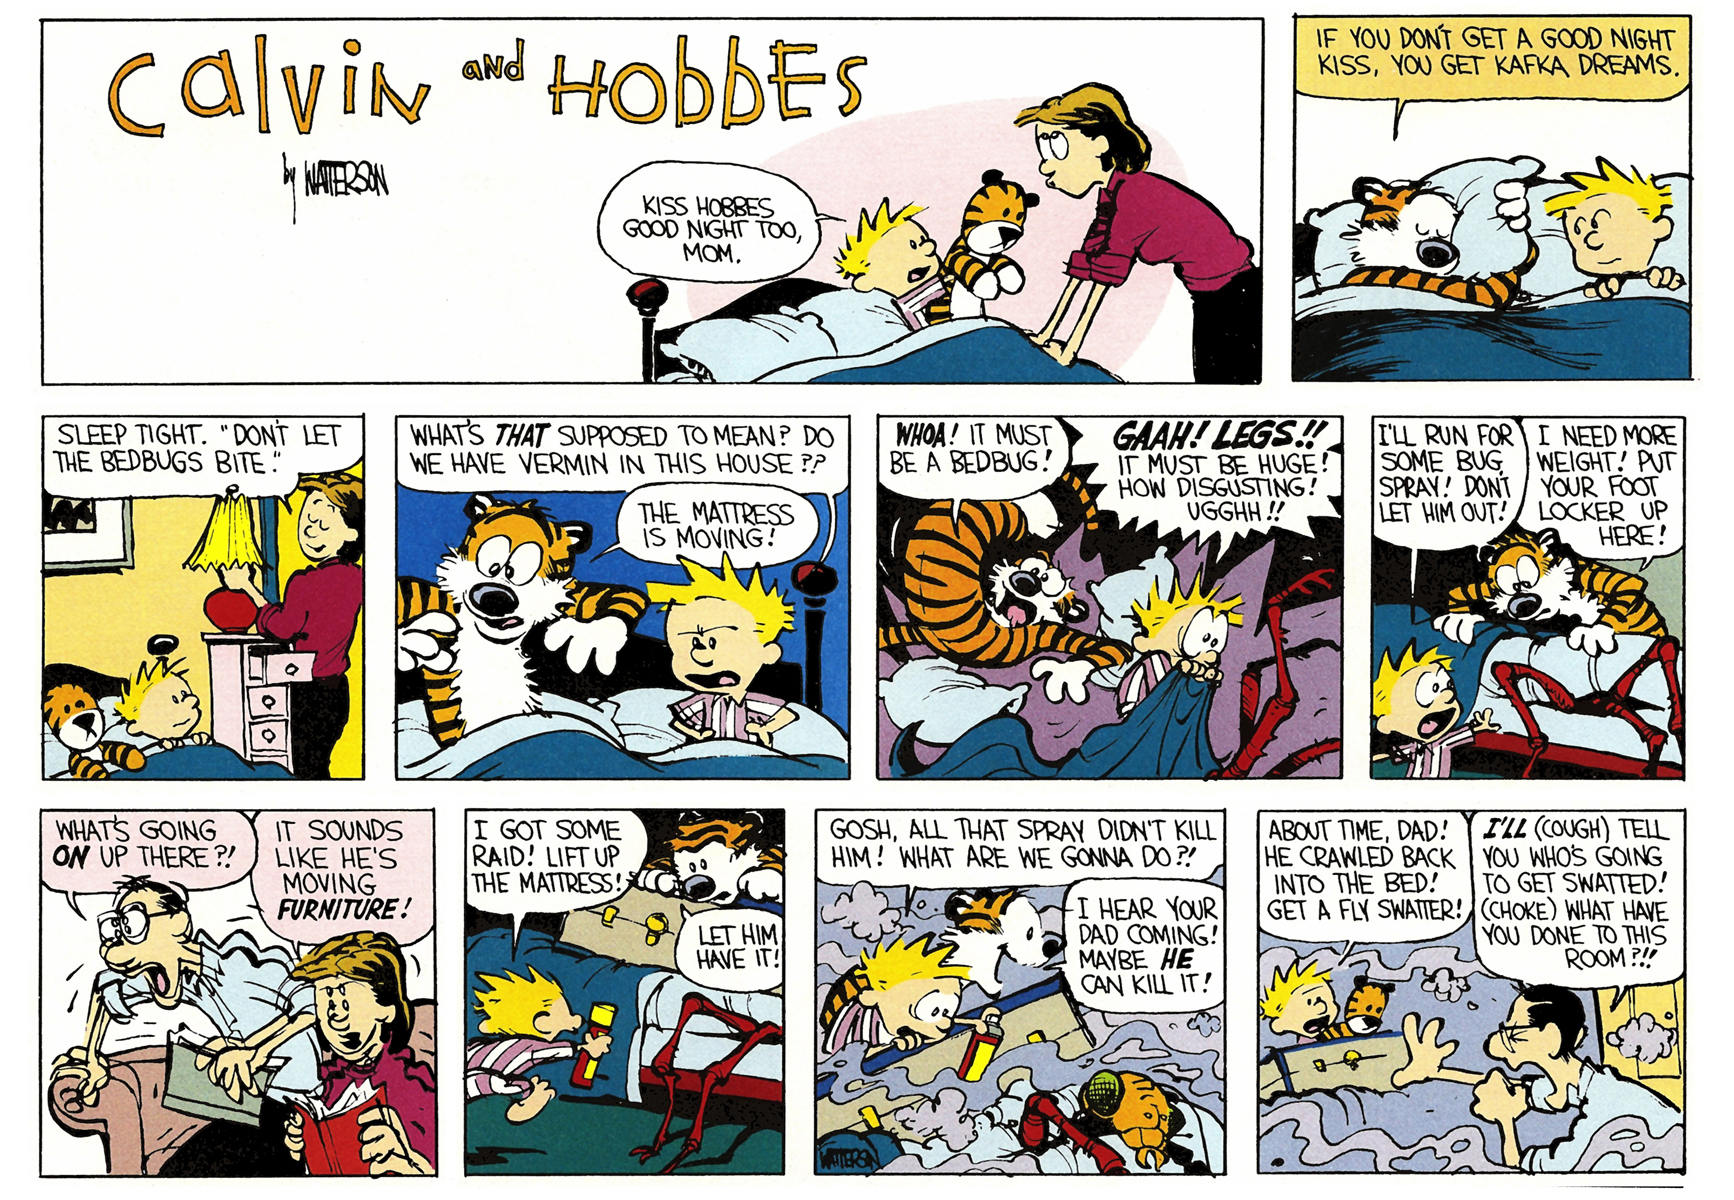 Calvin and Hobbes
by WATTERSON
KISS HOBBES
GOOD NIGHT TOO,
MOM.
IF YOU DON'T GET A GOOD NIGHT
KISS, YOU GET KAFKA DREAMS.
SLEEP TIGHT. "DON'T LET
THE BEDBUGS BITE."
WHAT'S THAT SUPPOSED TO MEAN? DO
WE HAVE VERMIN IN THIS HOUSE??
THE MATTRESS
IS MOVING!
WHOA! IT MUST
BE A BEDBUG!
GAAH! LEGS!!
IT MUST BE HUGE!
HOW DISGUSTING!
UGGHH!!
I'LL RUN FOR
SOME BUG
SPRAY! DON'T
LET HIM OUT!
I NEED MORE
WEIGHT! PUT
YOUR FOOT
LOCKER UP
HERE!
WHAT'S GOING
ON UP THERE?!
IT SOUNDS
LIKE HE'S
MOVING
FURNITURE!
I GOT SOME
RAID! LIFT UP
THE MATTRESS!
LET HIM
HAVE IT!
GOSH, ALL THAT SPRAY DIDN'T KILL
HIM! WHAT ARE WE GONNA DO?!
I HEAR YOUR
DAD COMING!
MAYBE HE
CAN KILL IT!
WATTERSON
ABOUT TIME, DAD!
HE CRAWLED BACK
INTO THE BED!
GET A FLY SWATTER!
I'LL (COUGH) TELL
YOU WHO'S GOING
TO GET SWATTED!
(CHOKE) WHAT HAVE
YOU DONE TO THIS
ROOM?!!